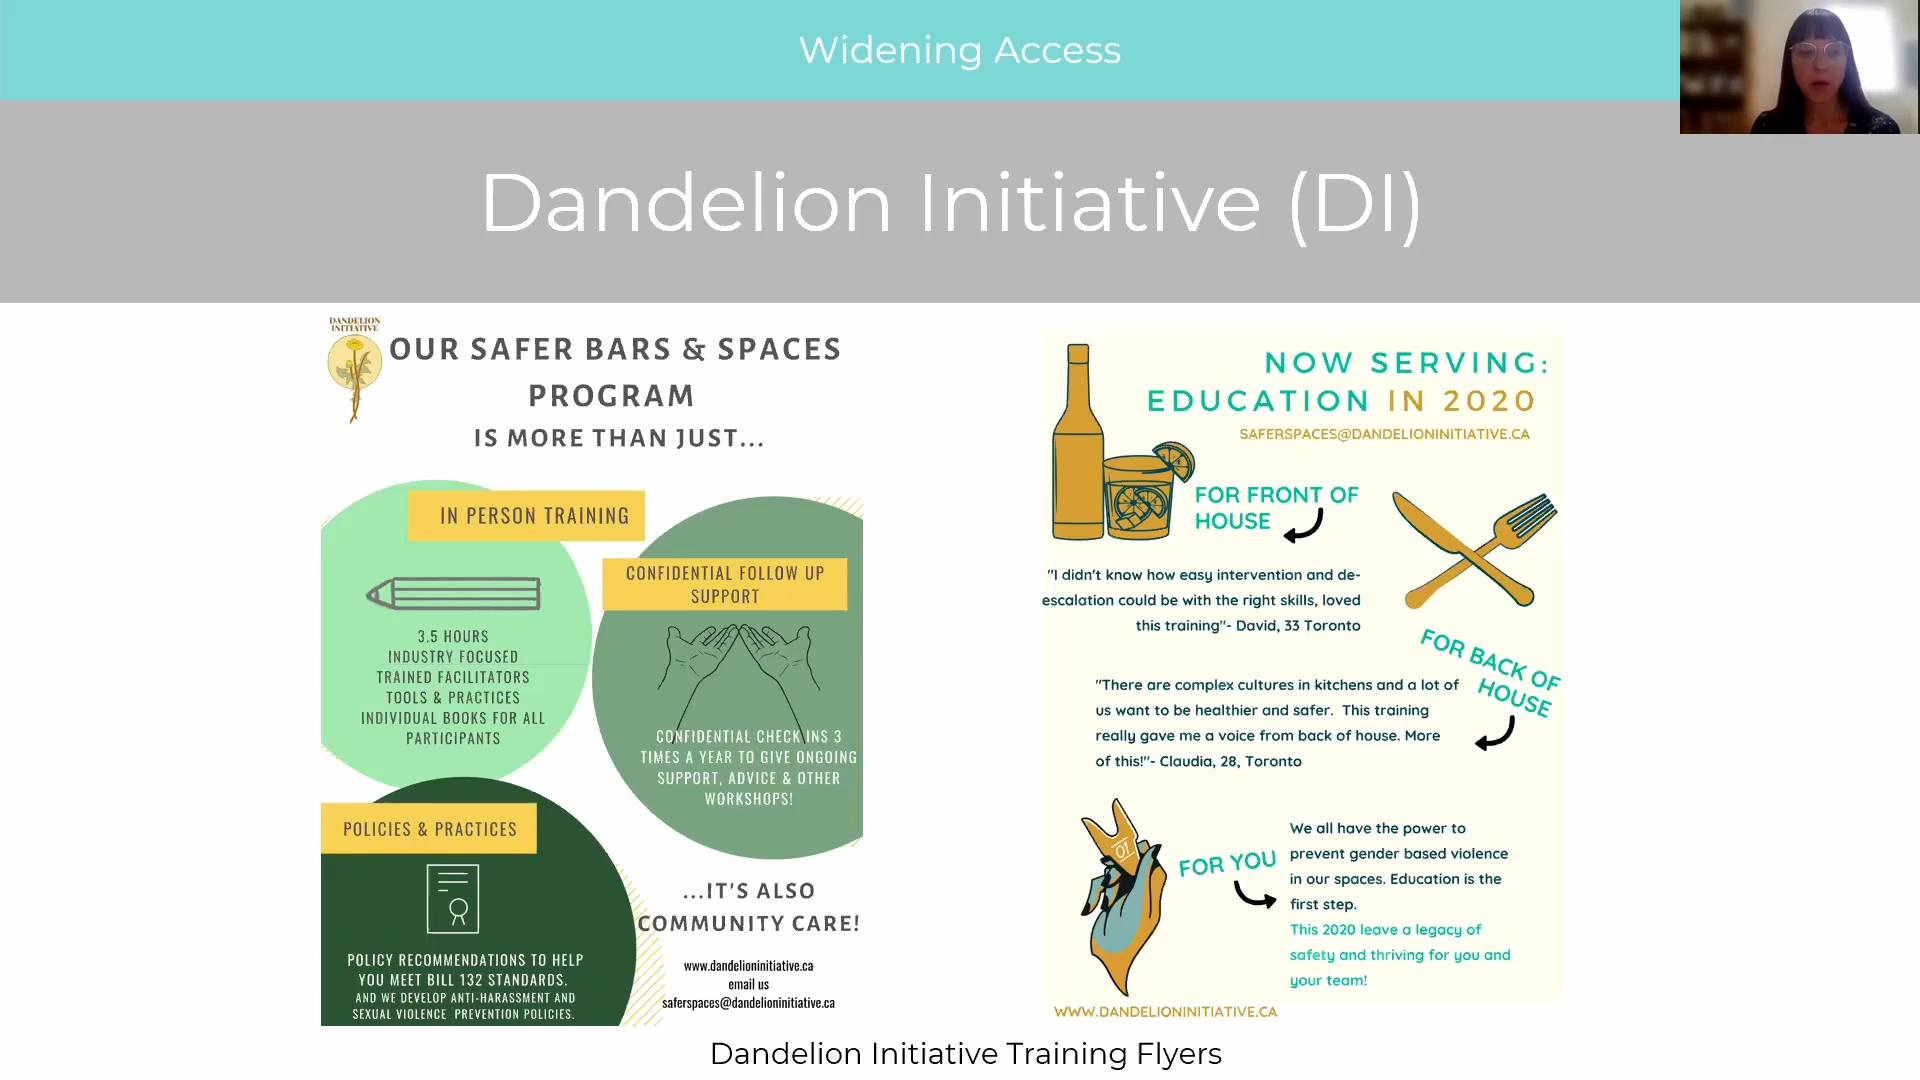 Widening Access
Dandelion Initiative (DI)
DANDELION
INITIATIVE
OUR SAFER BARS & SPACES
PROGRAM
IS MORE THAN JUST...
IN PERSON TRAINING
3.5 HOURS
INDUSTRY FOCUSED
TRAINED FACILITATORS
TOOLS & PRACTICES
INDIVIDUAL BOOKS FOR ALL
PARTICIPANTS
CONFIDENTIAL FOLLOW UP
SUPPORT
CONFIDENTIAL CHECK INS 3
TIMES A YEAR TO GIVE ONGOING
SUPPORT, ADVICE & OTHER
WORKSHOPS!
POLICIES & PRACTICES
POLICY RECOMMENDATIONS TO HELP
YOU MEET BILL 132 STANDARDS.
AND WE DEVELOP ANTI-HARASSMENT AND
SEXUAL VIOLENCE PREVENTION POLICIES.
...IT'S ALSO
COMMUNITY CARE!
www.dandelioninitiative.ca
email us
saferspaces@dandelioninitiative.ca
NOW SERVING:
EDUCATION IN 2020
SAFERSPACES@DANDELIONINITIATIVE.CA
FOR FRONT OF
HOUSE
"I didn't know how easy intervention and de-
escalation could be with the right skills, loved
this training"- David, 33 Toronto
FOR BACK OF
HOUSE
"There are complex cultures in kitchens and a lot of
us want to be healthier and safer. This training
really gave me a voice from back of house. More
of this!"- Claudia, 28, Toronto
DI
FOR YOU
We all have the power to
prevent gender based violence
in our spaces. Education is the
first step.
This 2020 leave a legacy of
safety and thriving for you and
your team!
WWW.DANDELIONINITIATIVE.CA
Dandelion Initiative Training Flyers